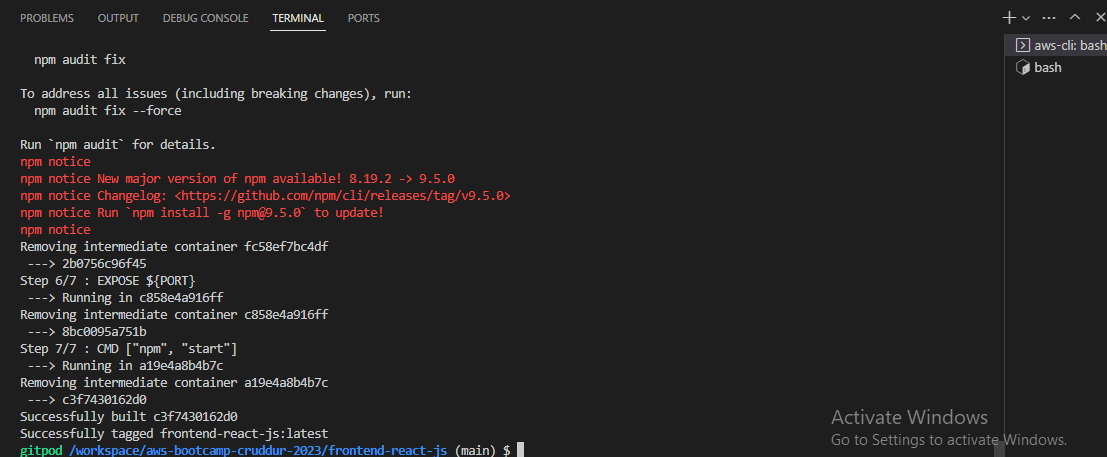 PROBLEMS OUTPUT DEBUG CONSOLE TERMINAL PORTS
aws-cli: bash
bash
npm audit fix
To address all issues (including breaking changes), run:
npm audit fix --force
Run `npm audit` for details.
npm notice
npm notice New major version of npm available! 8.19.2 -> 9.5.0
npm notice Changelog: <https://github.com/npm/cli/releases/tag/v9.5.0>
npm notice Run `npm install -g npm@9.5.0` to update!
npm notice
Removing intermediate container fc58ef7bc4df
---> 2b0756c96f45
Step 6/7 : EXPOSE ${PORT}
---> Running in c858e4a916ff
Removing intermediate container c858e4a916ff
---> 8bc0095a751b
Step 7/7 : CMD ["npm", "start"]
---> Running in a19e4a8b4b7c
Removing intermediate container a19e4a8b4b7c
---> c3f7430162d0
Successfully built c3f7430162d0
Successfully tagged frontend-react-js:latest
gitpod /workspace/aws-bootcamp-cruddur-2023/frontend-react-js (main) $
Activate Windows
Go to Settings to activate Windows.